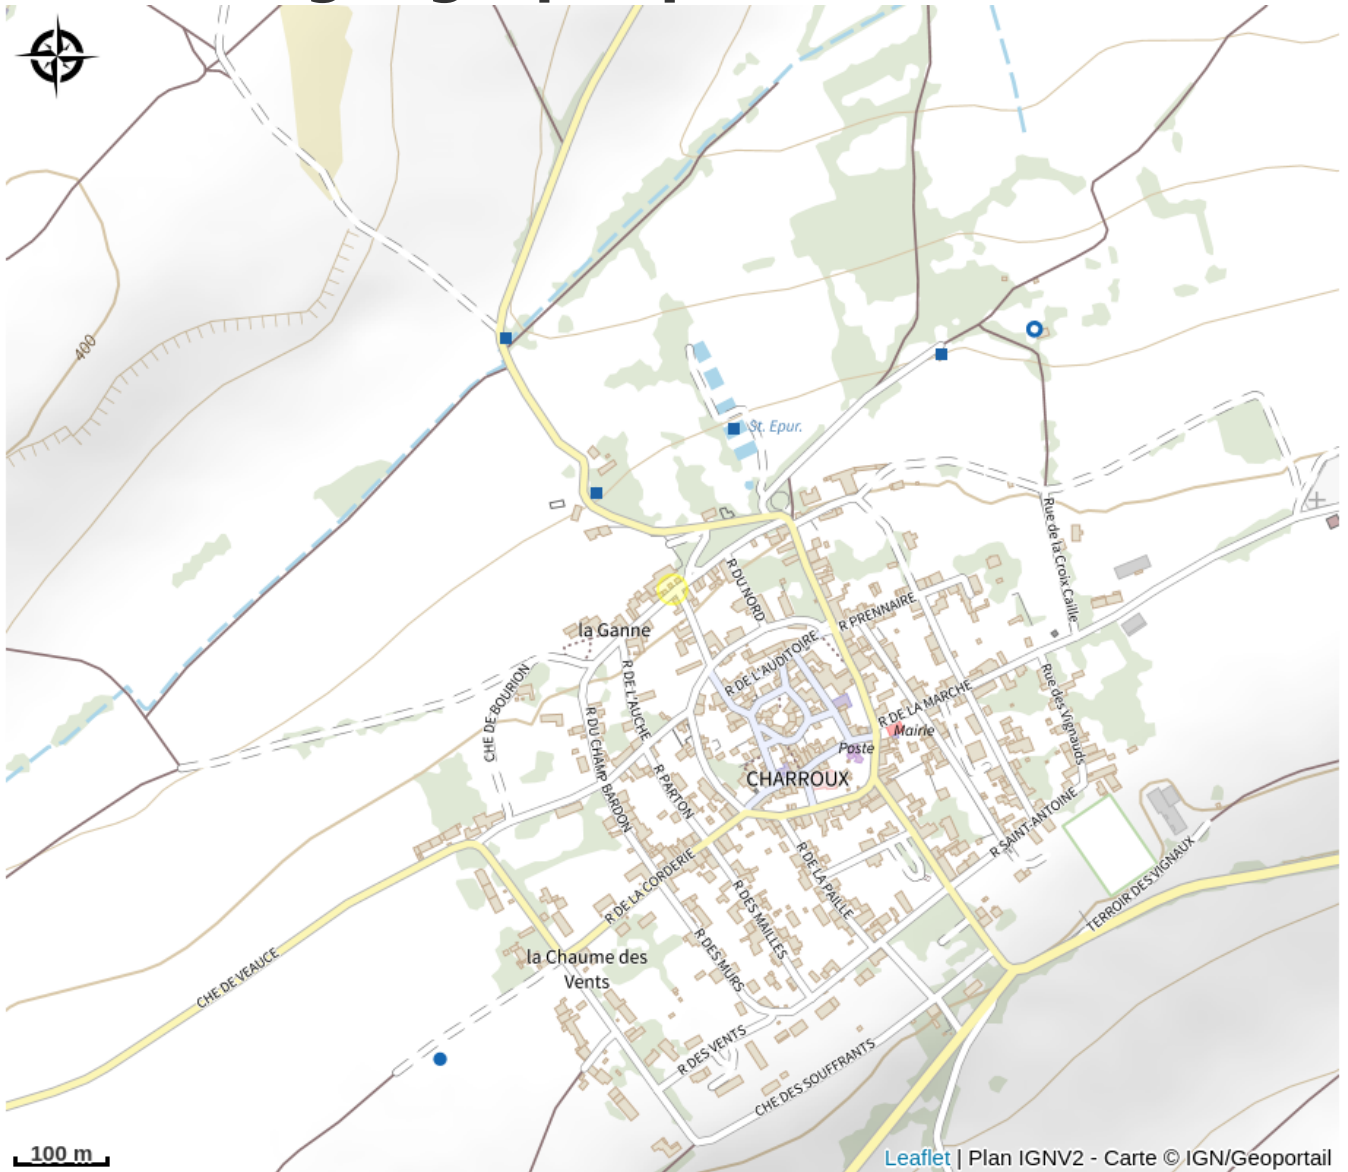 400
St. Epur.
Rue de la Croix Caille
R DU NORD
R PRENNAIRE
la Ganne
R DE L'AUDITOIRE
R DE L'AUCHE
CHE DE BOURION
R DU CHAMP BARDON
R DE LA MARCHE
Rue des Vignauds
Mairie
Poste
CHARROUX
R PARTON
R SAINT-ANTOINE
R DE LA CORDERIE
R DE LA PAILLE
R DES MAILLES
TERROIR DES VIGNAUX
R DES MURS
la Chaume des
Vents
CHE DE VEAUCE
R DES VENTS
CHE DES SOUFFRANTS
100 m
Leaflet | Plan IGNV2 - Carte © IGN/Geoportail